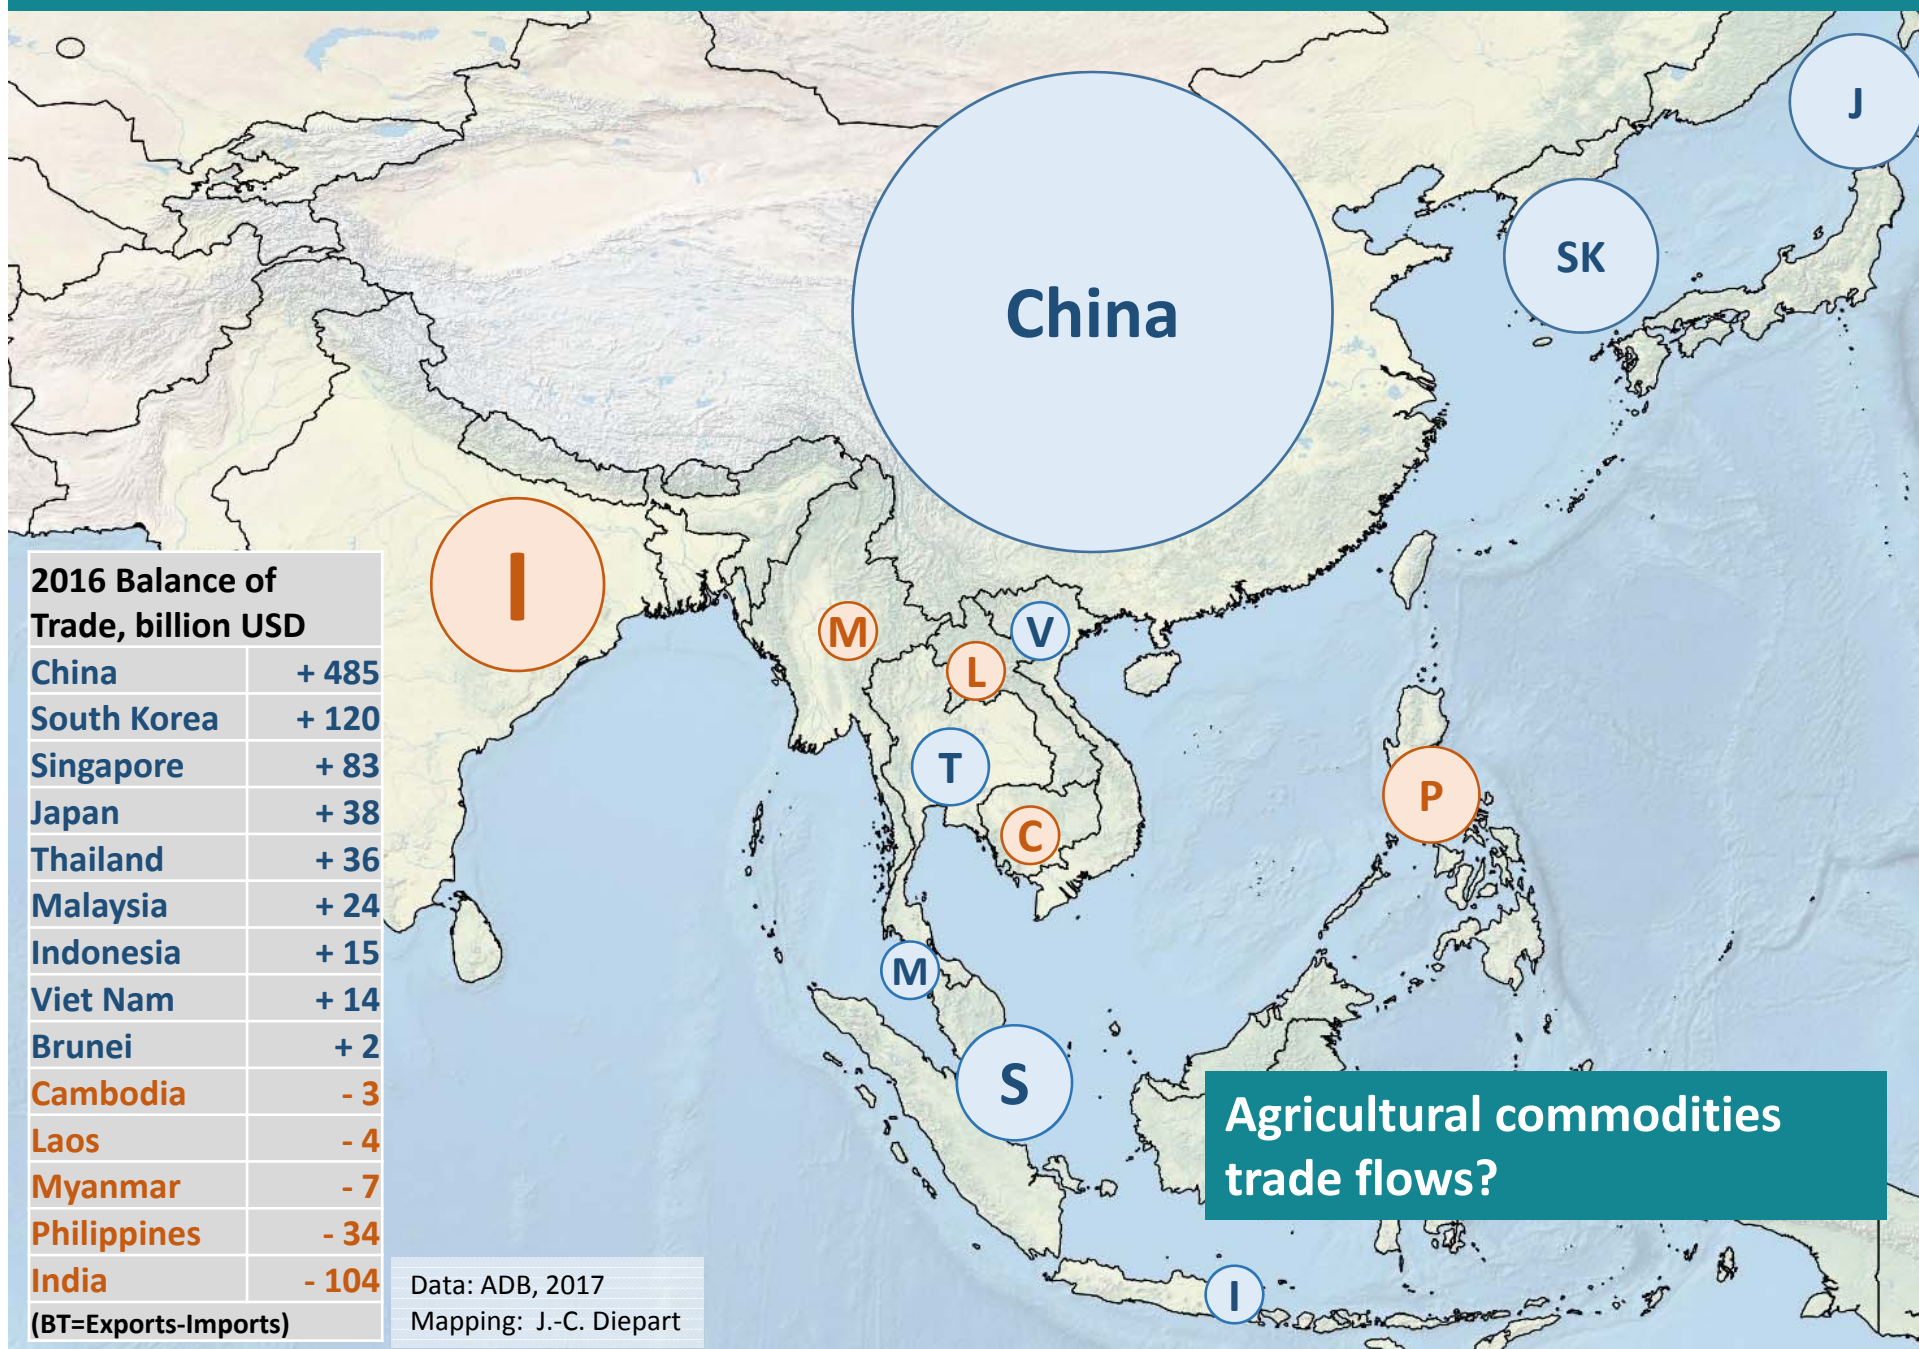 J
SK
China
I
2016 Balance of
Trade, billion USD
China + 485
South Korea + 120
Singapore + 83
Japan + 38
Thailand + 36
Malaysia + 24
Indonesia + 15
Viet Nam + 14
Brunei + 2
Cambodia - 3
Laos - 4
Myanmar - 7
Philippines - 34
India - 104
(BT=Exports-Imports)
M
V
L
T
P
C
M
S
Agricultural commodities
trade flows?
I
Data: ADB, 2017
Mapping: J.-C. Diepart